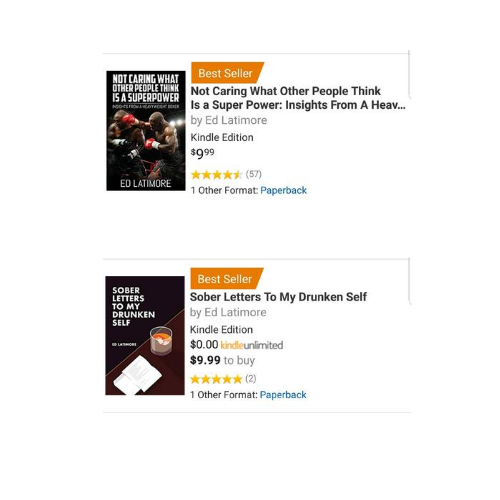 Best Seller
NOT CARING WHAT
OTHER PEOPLE THINK
IS A SUPERPOWER
INSIGHTS FROM A HEAVYWEIGHT BOXER
ED LATIMORE
Not Caring What Other People Think
Is a Super Power: Insights From A Heav...
by Ed Latimore
Kindle Edition
$9.99
(57)
1 Other Format: Paperback
Best Seller
SOBER
LETTERS
TO MY
DRUNKEN
SELF
ED LATIMORE
Sober Letters To My Drunken Self
by Ed Latimore
Kindle Edition
$0.00 kindleunlimited
$9.99 to buy
(2)
1 Other Format: Paperback